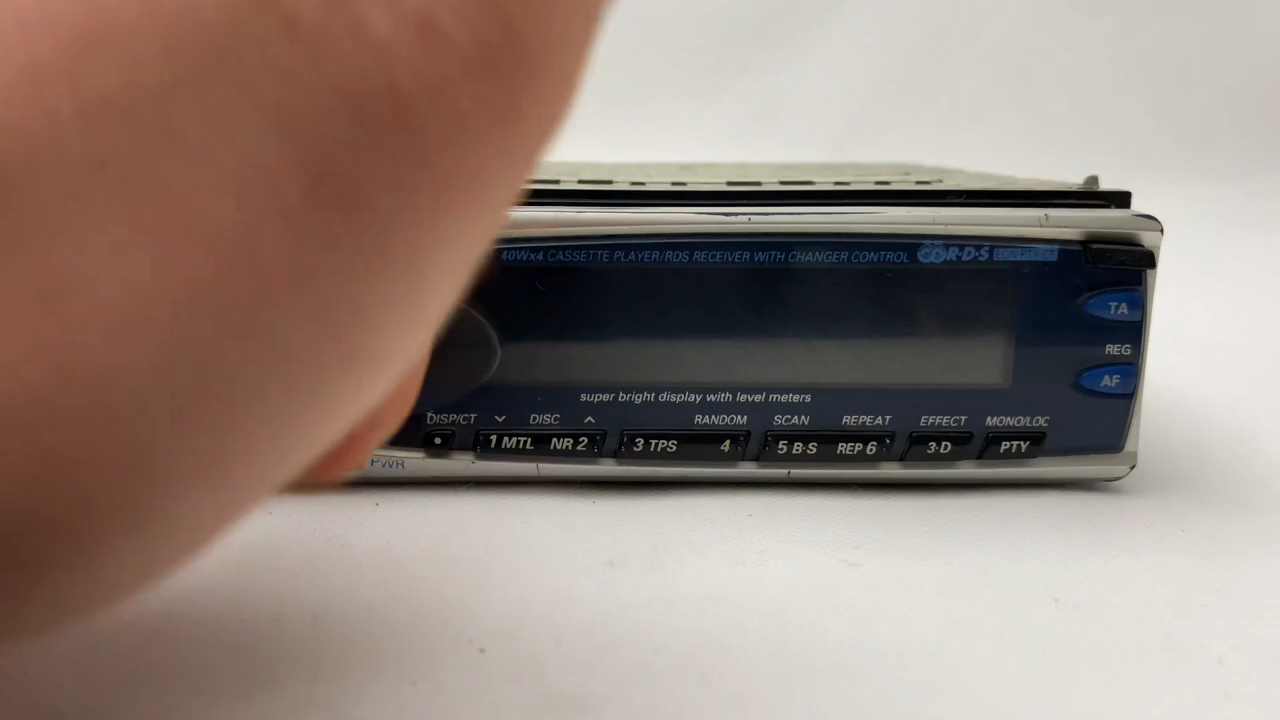 40Wx4 CASSETTE PLAYER/RDS RECEIVER WITH CHANGER CONTROL R·D·S
TA
REG
AF
super bright display with level meters
DISP/CT DISC RANDOM SCAN REPEAT EFFECT MONO/LOC
1 MTL NR 2 3 TPS 4 5 B·S REP 6 3·D PTY
PWR